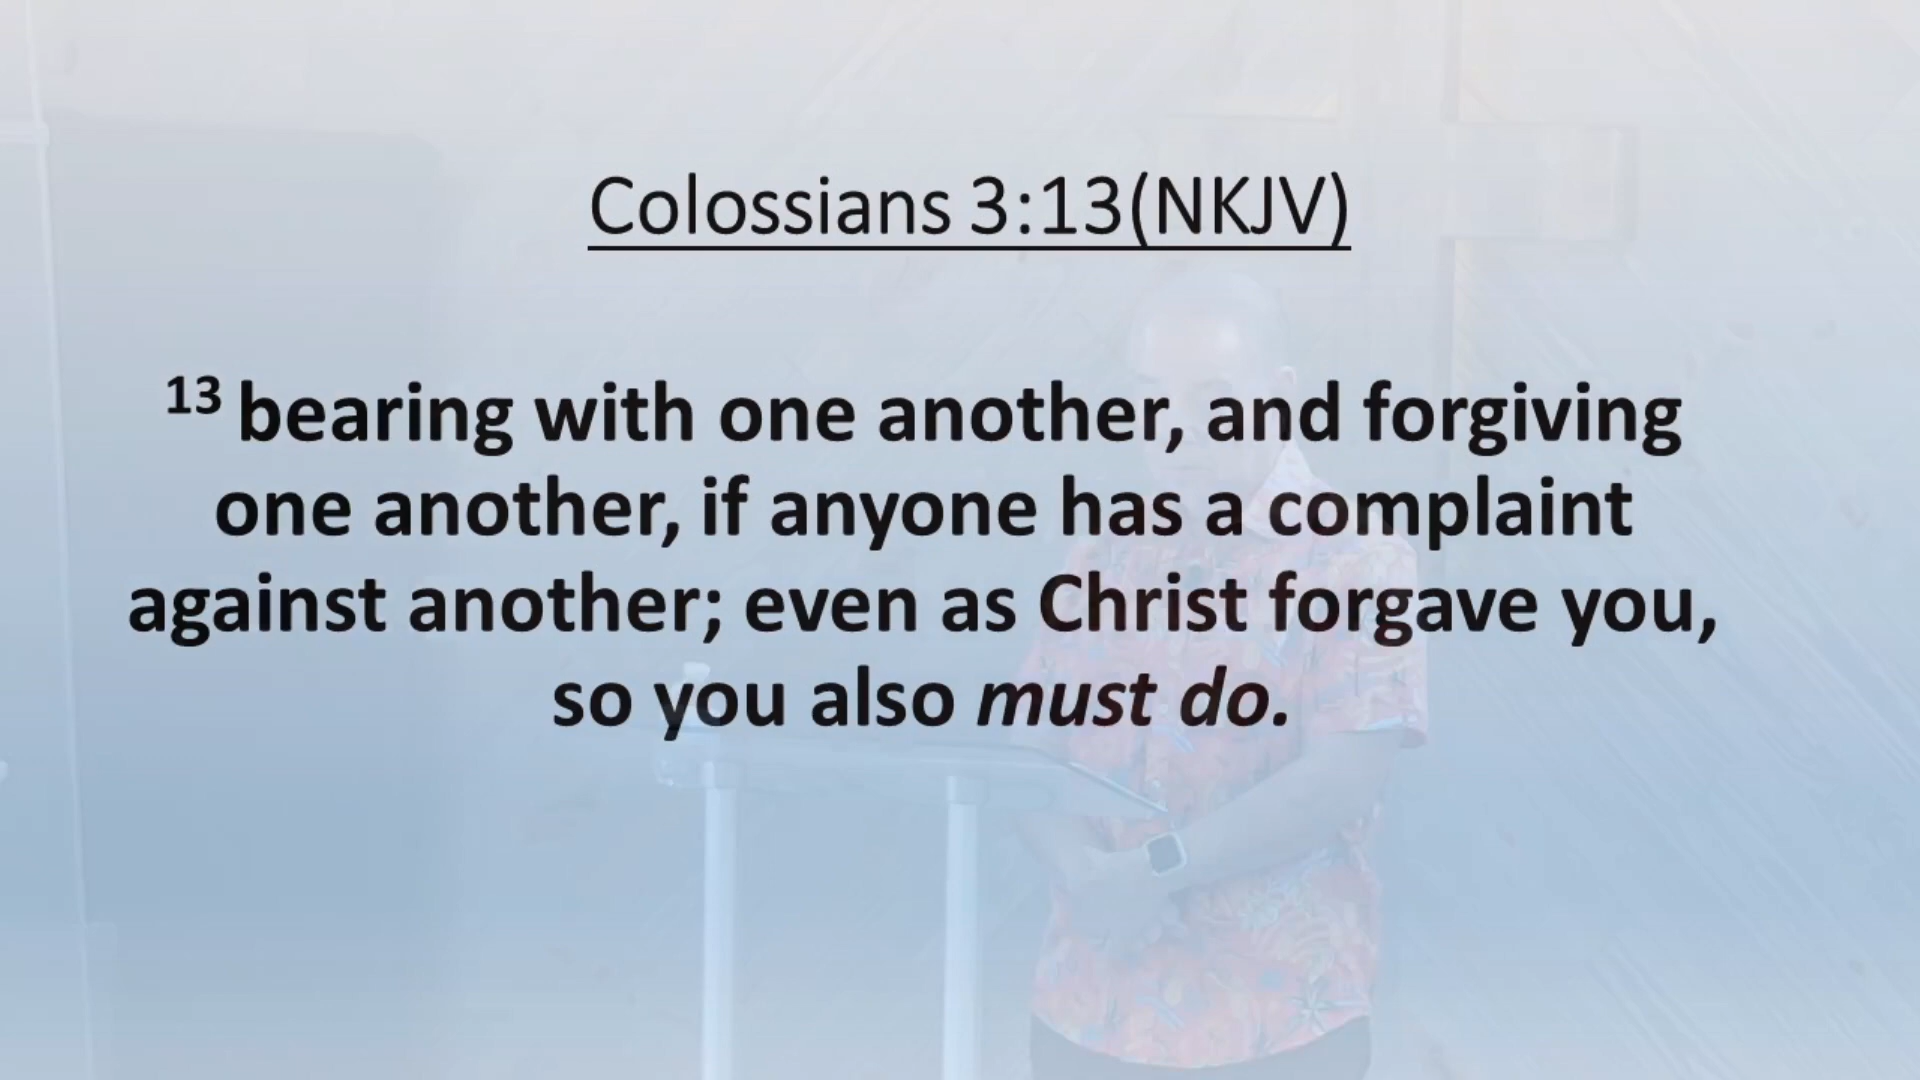 Colossians 3:13(NKJV)
13 bearing with one another, and forgiving
one another, if anyone has a complaint
against another; even as Christ forgave you,
so you also must do.